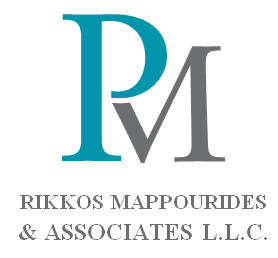 PM
RIKKOS MAPPOURIDES
& ASSOCIATES L.L.C.